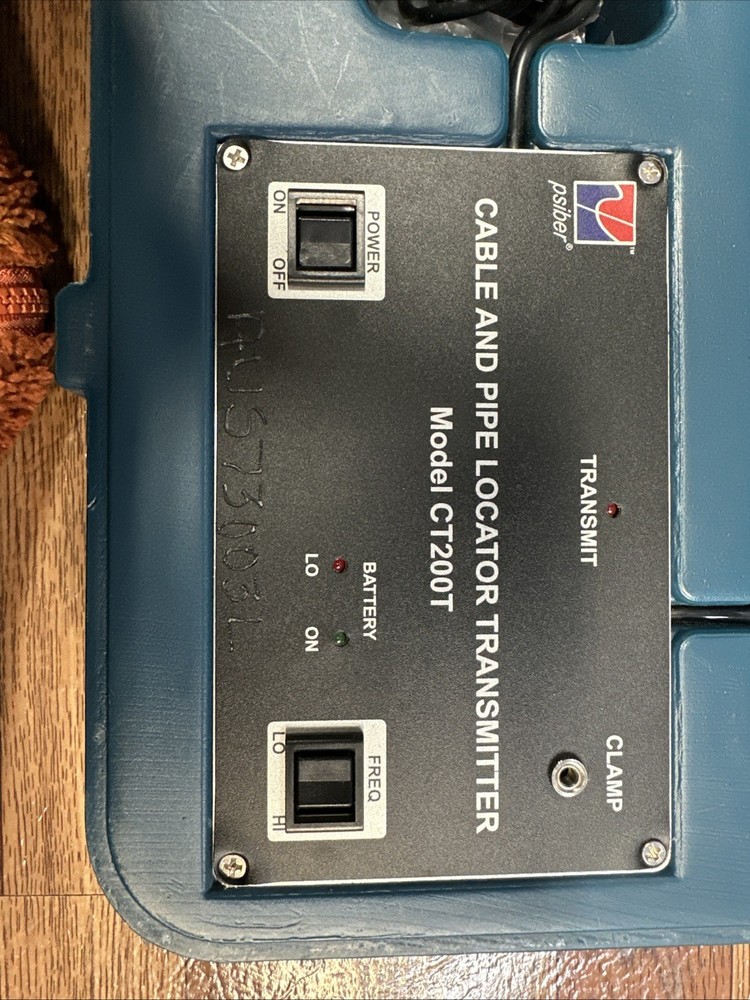 psiber®
™
TRANSMIT
CLAMP
CABLE AND PIPE LOCATOR TRANSMITTER
Model CT200T
POWER
ON OFF
BATTERY
LO ON
FREQ
LO HI